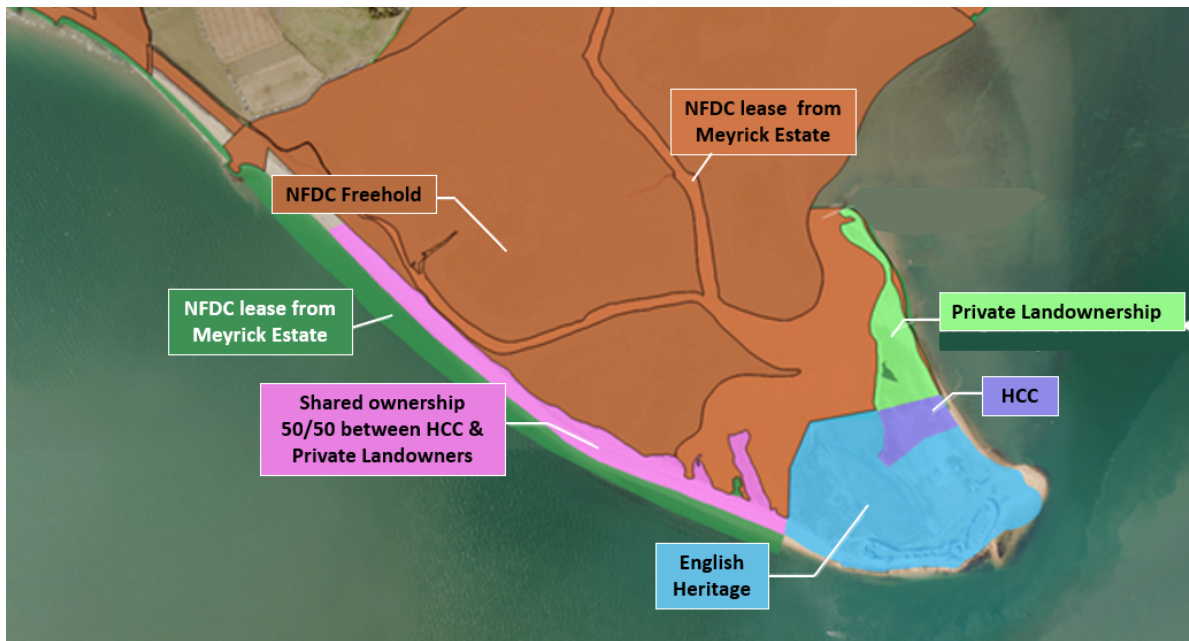 NFDC lease from
Meyrick Estate
NFDC Freehold
NFDC lease from
Meyrick Estate
Private Landownership
Shared ownership
50/50 between HCC &
Private Landowners
HCC
English
Heritage